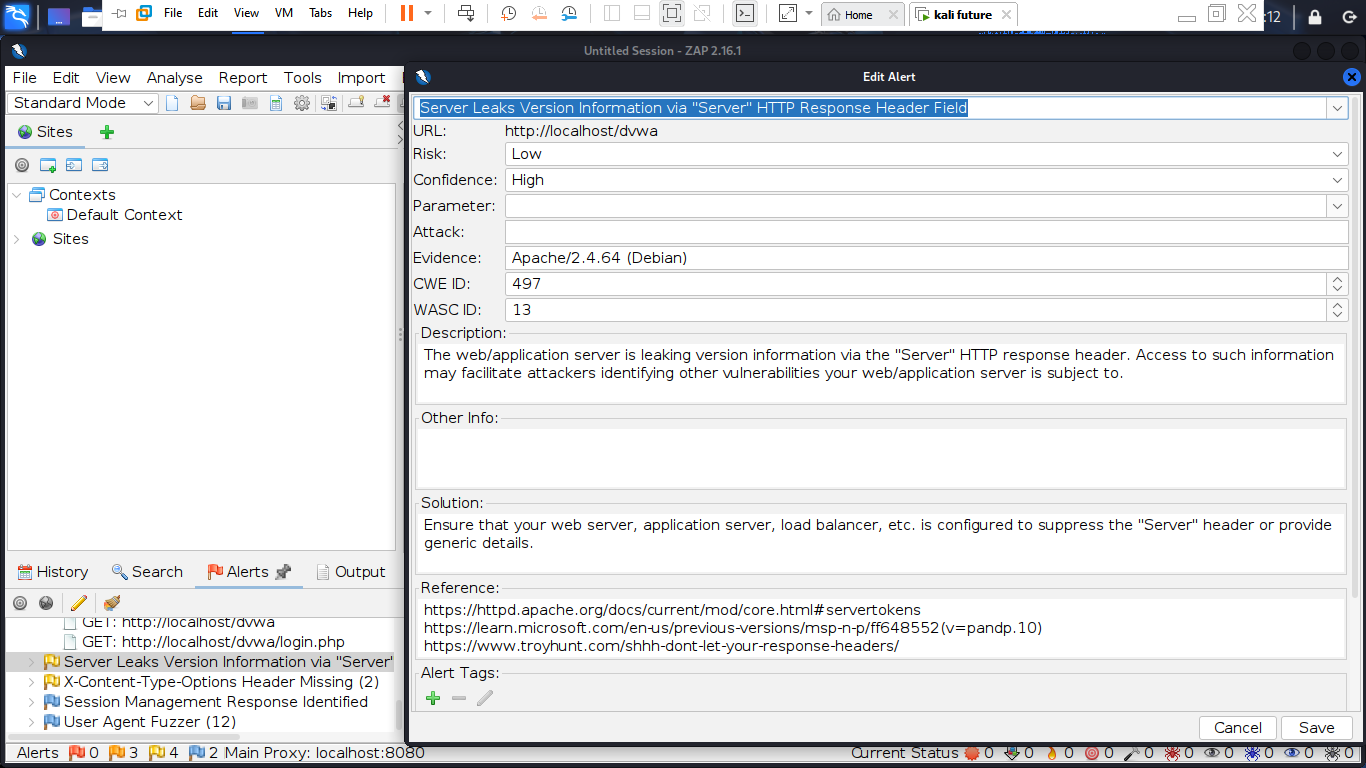 File Edit View VM Tabs Help
Home
kali future
:12
Untitled Session - ZAP 2.16.1
File Edit View Analyse Report Tools Import
Standard Mode
Sites
Contexts
Default Context
Sites
Edit Alert
Server Leaks Version Information via "Server" HTTP Response Header Field
URL: http://localhost/dvwa
Risk: Low
Confidence: High
Parameter:
Attack:
Evidence: Apache/2.4.64 (Debian)
CWE ID: 497
WASC ID: 13
Description:
The web/application server is leaking version information via the "Server" HTTP response header. Access to such information
may facilitate attackers identifying other vulnerabilities your web/application server is subject to.
Other Info:
Solution:
Ensure that your web server, application server, load balancer, etc. is configured to suppress the "Server" header or provide
generic details.
Reference:
https://httpd.apache.org/docs/current/mod/core.html#servertokens
https://learn.microsoft.com/en-us/previous-versions/msp-n-p/ff648552(v=pandp.10)
https://www.troyhunt.com/shhh-dont-let-your-response-headers/
Alert Tags:
Cancel Save
History Search Alerts Output
GET: http://localhost/dvwa
GET: http://localhost/dvwa/login.php
Server Leaks Version Information via "Server"
X-Content-Type-Options Header Missing (2)
Session Management Response Identified
User Agent Fuzzer (12)
Alerts 0 3 4 2 Main Proxy: localhost:8080
Current Status 0 0 0 0 0 0 0 0 0 0